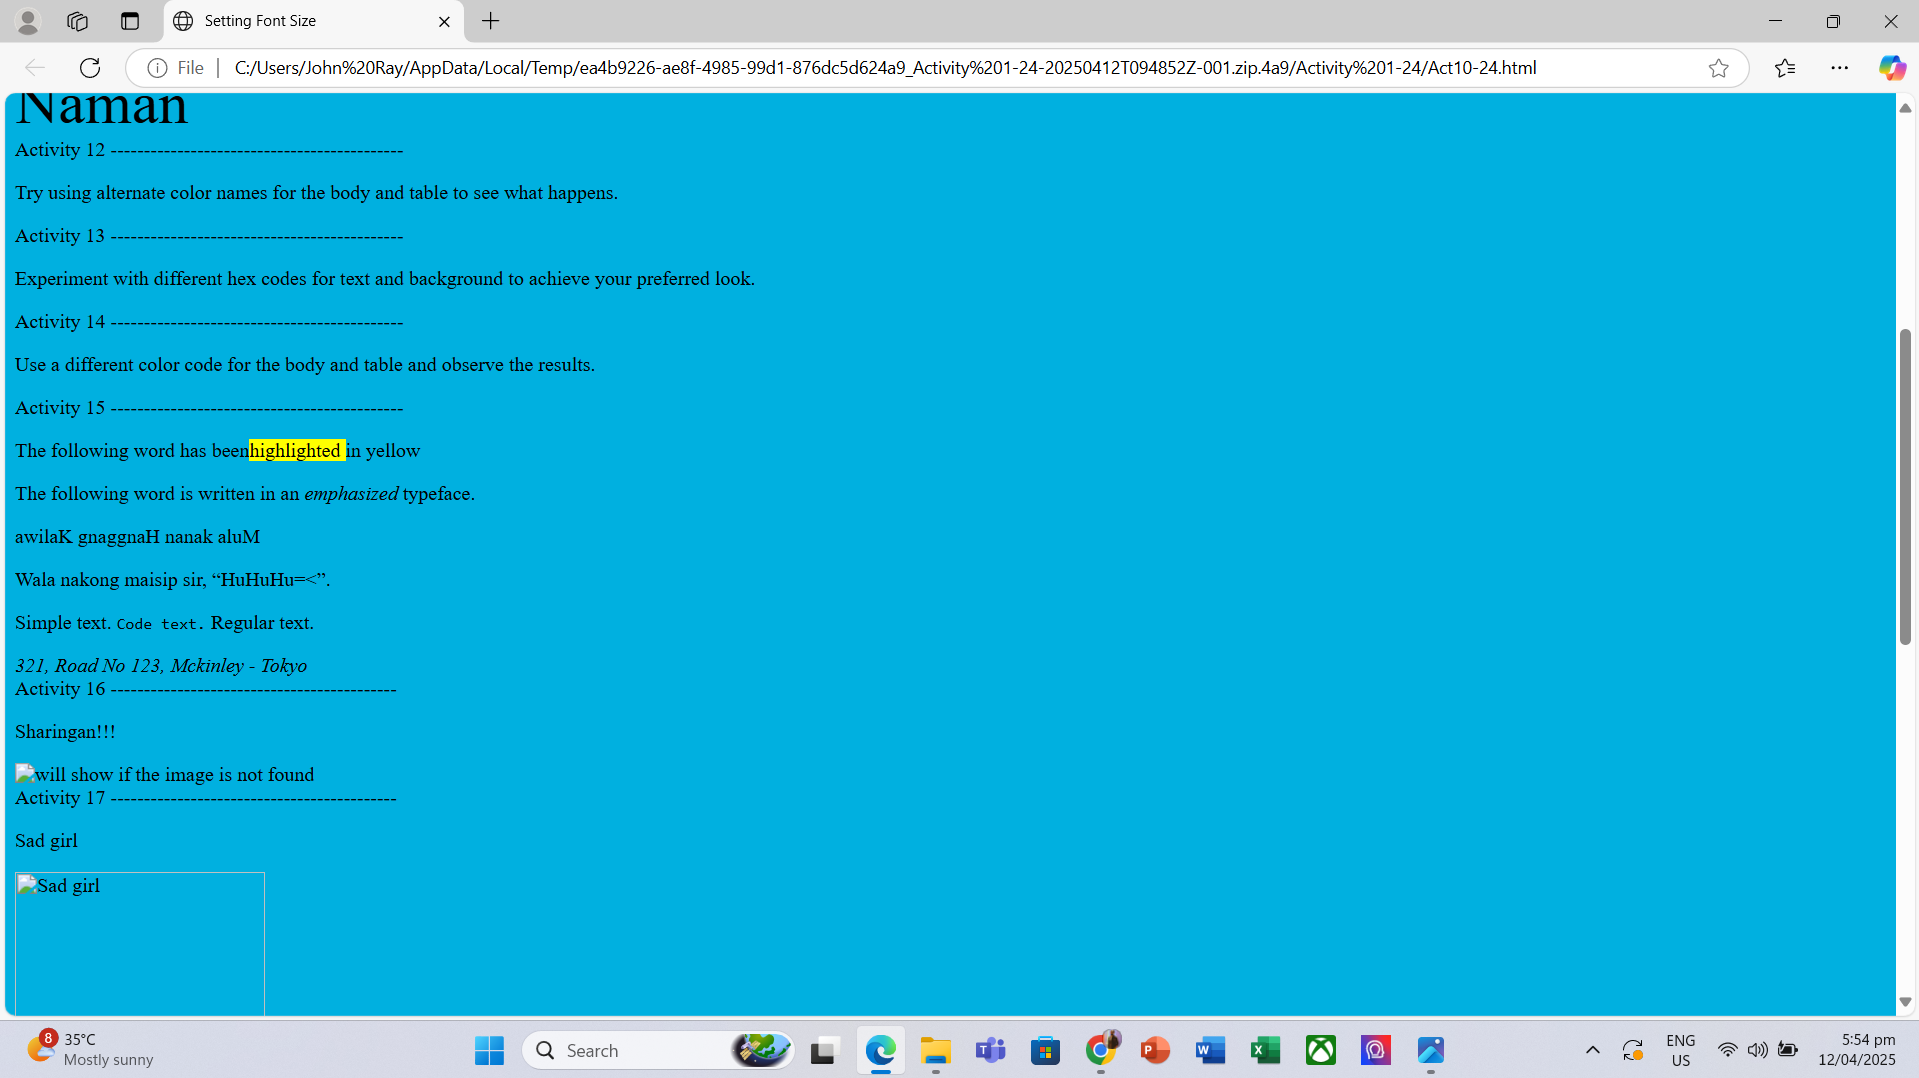 Setting Font Size
File
C:/Users/John%20Ray/AppData/Local/Temp/ea4b9226-ae8f-4985-99d1-876dc5d624a9_Activity%201-24-20250412T094852Z-001.zip.4a9/Activity%201-24/Act10-24.html
Naman
Activity 12 --------------------------------------------
Try using alternate color names for the body and table to see what happens.
Activity 13 --------------------------------------------
Experiment with different hex codes for text and background to achieve your preferred look.
Activity 14 --------------------------------------------
Use a different color code for the body and table and observe the results.
Activity 15 --------------------------------------------
The following word has beenhighlighted in yellow
The following word is written in an emphasized typeface.
awilaK gnaggnaH nanak aluM
Wala nakong maisip sir, “HuHuHu=<”.
Simple text. Code text. Regular text.
321, Road No 123, Mckinley - Tokyo
Activity 16 -------------------------------------------
Sharingan!!!
will show if the image is not found
Activity 17 -------------------------------------------
Sad girl
Sad girl
8
35°C
Mostly sunny
Search
ENG
US
5:54 pm
12/04/2025